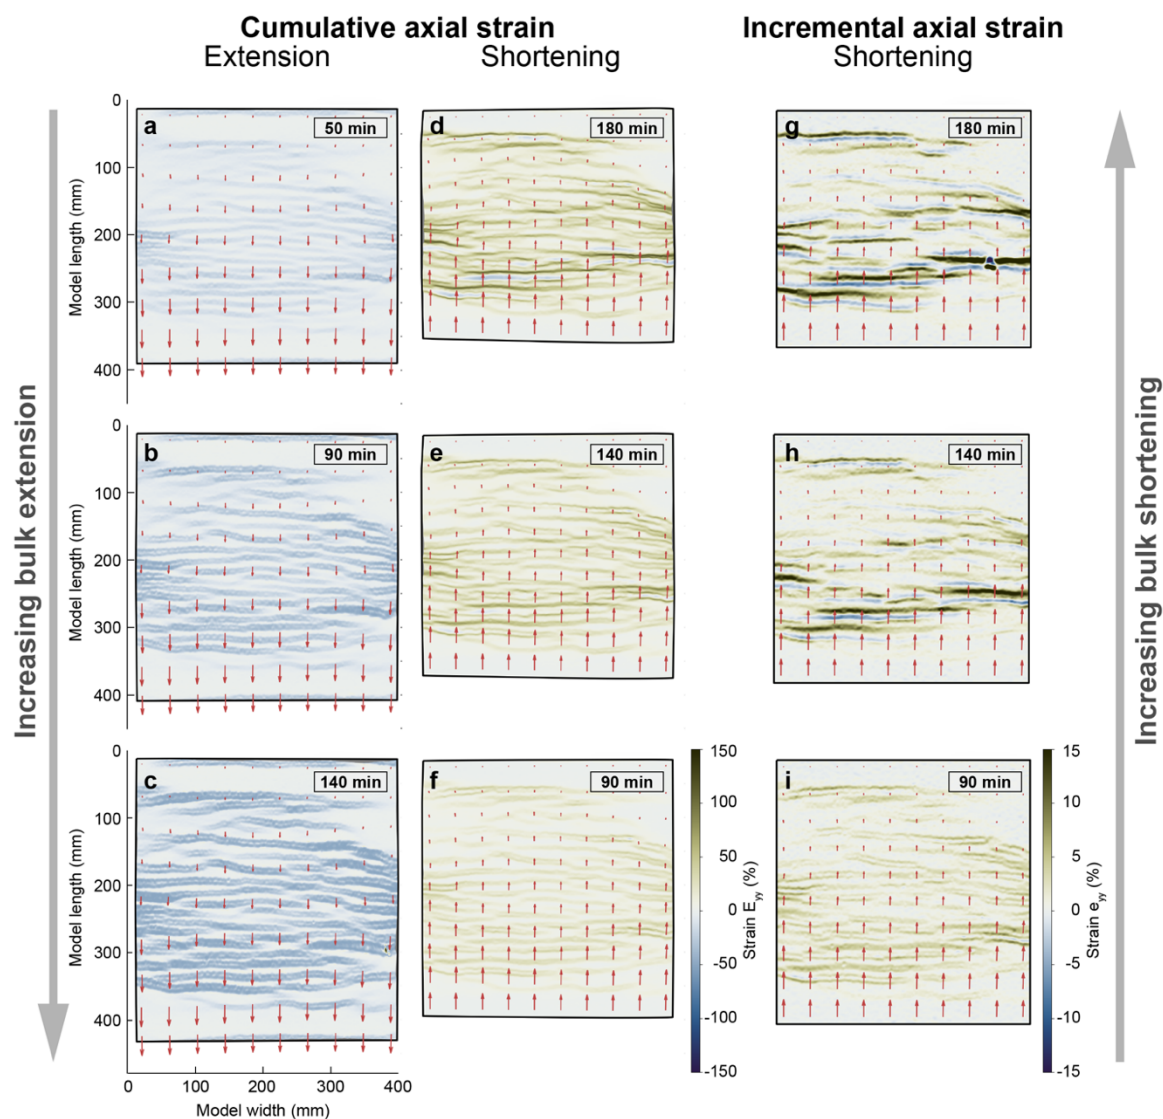 Cumulative axial strain
Incremental axial strain
Extension
Shortening
Shortening
Increasing bulk extension
Increasing bulk shortening
0
100
200
300
400
Model length (mm)
a
50 min
d
180 min
g
180 min
0
100
200
300
400
Model length (mm)
b
90 min
e
140 min
h
140 min
0
100
200
300
400
Model length (mm)
c
140 min
f
90 min
i
90 min
150
100
50
0
-50
-100
-150
Strain Eyy (%)
15
10
5
0
-5
-10
-15
Strain eyy (%)
0
100
200
300
400
Model width (mm)